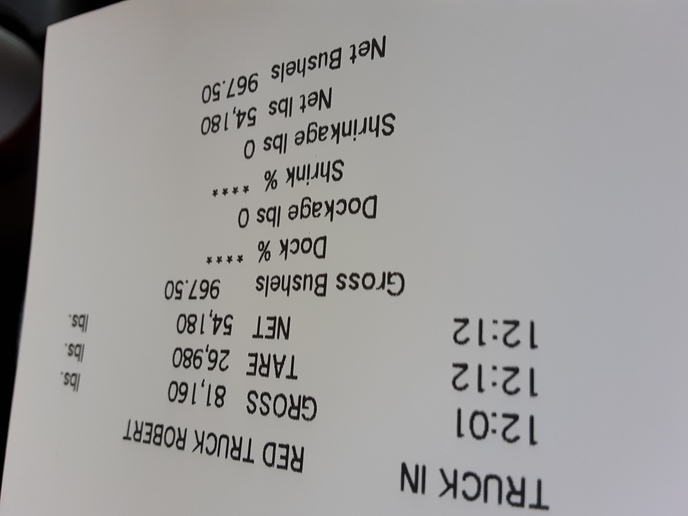 TRUCK IN
RED TRUCK ROBERT
12:01 GROSS 81,160 lbs.
12:12 TARE 26,980 lbs.
12:12 NET 54,180 lbs.
Gross Bushels 967.50
Dock % ****
Dockage lbs 0
Shrink % ****
Shrinkage lbs 0
Net lbs 54,180
Net Bushels 967.50